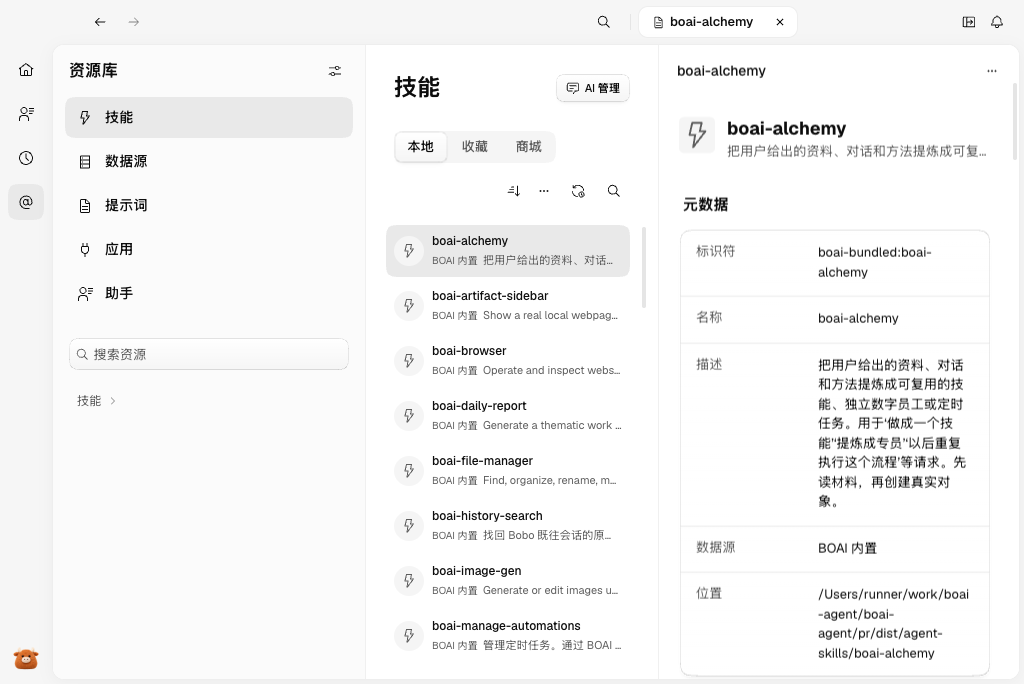 boai-alchemy
资源库
技能
数据源
提示词
应用
助手
搜索资源
技能
技能
AI 管理
本地
收藏
商城
boai-alchemy
BOAI 内置 把用户给出的资料、对话...
boai-artifact-sidebar
BOAI 内置 Show a real local webpag...
boai-browser
BOAI 内置 Operate and inspect webs...
boai-daily-report
BOAI 内置 Generate a thematic work ...
boai-file-manager
BOAI 内置 Find, organize, rename, m...
boai-history-search
BOAI 内置 找回 Bobo 既往会话的原...
boai-image-gen
BOAI 内置 Generate or edit images u...
boai-manage-automations
BOAI 内置 管理定时任务。通过 BOAI ...
boai-alchemy
boai-alchemy
把用户给出的资料、对话和方法提炼成可复...
元数据
标识符
boai-bundled:boai-
alchemy
名称
boai-alchemy
描述
把用户给出的资料、对话
和方法提炼成可复用的技
能、独立数字员工或定时
任务。用于‘做成一个技
能’‘提炼成专员’‘以后重复
执行这个流程’等请求。先
读材料，再创建真实对
象。
数据源
BOAI 内置
位置
/Users/runner/work/boai
-agent/boai-
agent/pr/dist/agent-
skills/boai-alchemy